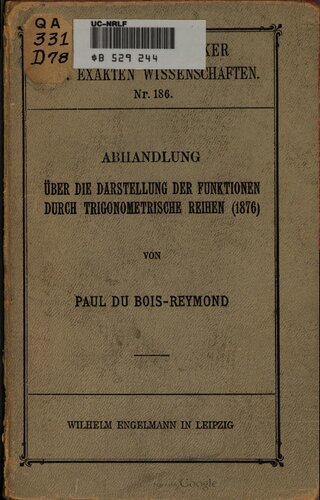 QA
331
D78
UC-NRLF
$B 529 244
KER
EXAKTEN WISSENSCHAFTEN.
Nr. 186.
ABHANDLUNG
ÜBER DIE DARSTELLUNG DER FUNKTIONEN
DURCH TRIGONOMETRISCHE REIHEN (1876)
VON
PAUL DU BOIS-REYMOND
WILHELM ENGELMANN IN LEIPZIG
Google